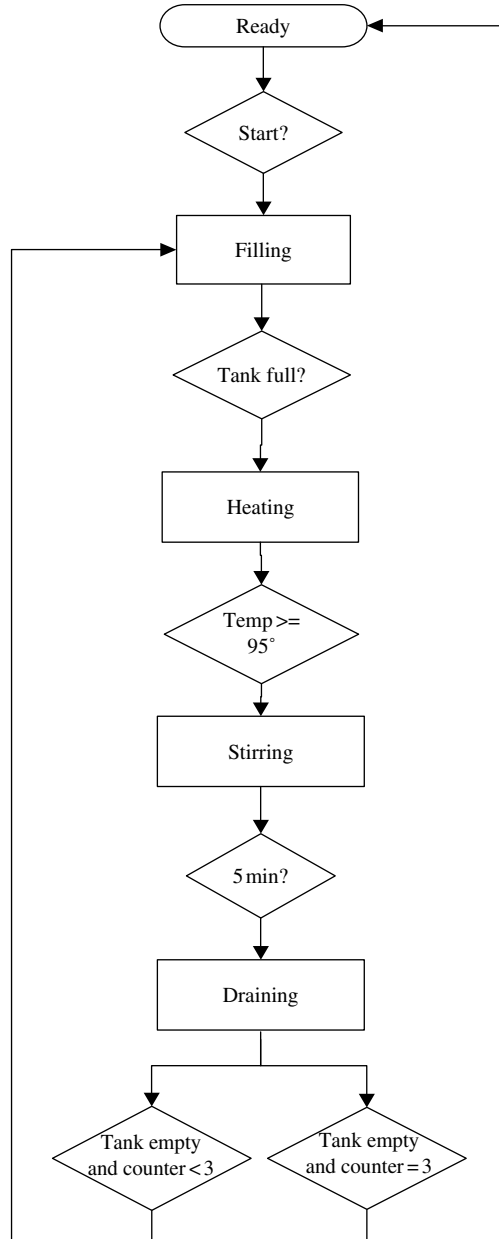 Ready
Start?
Filling
Tank full?
Heating
Temp >=
95°
Stirring
5 min?
Draining
Tank empty
and counter < 3
Tank empty
and counter = 3